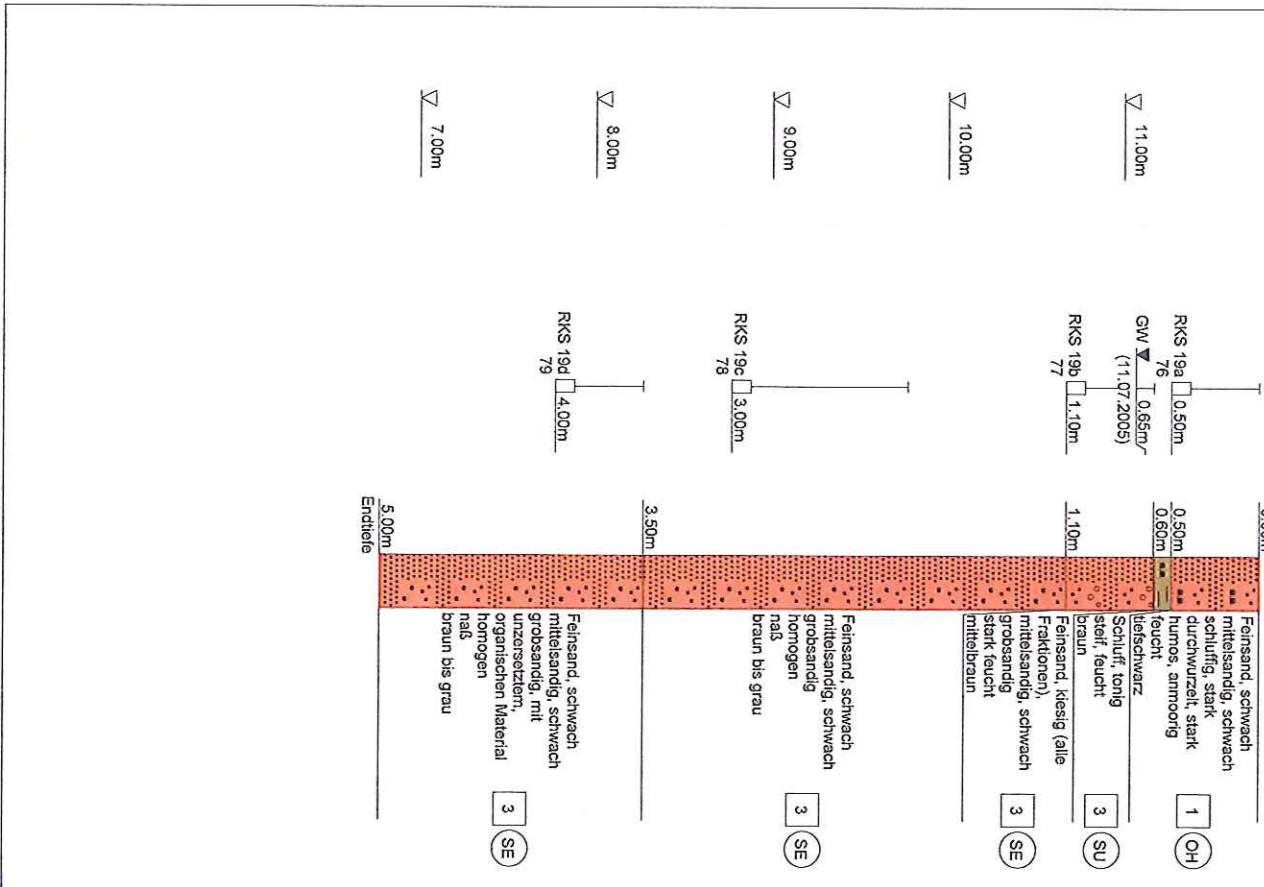 11.00m
10.00m
9.00m
8.00m
7.00m
RKS 19a
76
0.50m
GW
0.65m
(11.07.2005)
RKS 19b
77
1.10m
RKS 19c
78
3.00m
RKS 19d
79
4.00m
0.50m
0.60m
1.10m
3.50m
5.00m
Endtiefe
Feinsand, schwach
mittelsandig, schwach
schluffig, stark
durchwurzelt, stark
humos, anmoorig
feucht
tiefschwarz
1
OH
Schluff, tonig
steif, feucht
braun
3
SU
Feinsand, kiesig (alle
Fraktionen),
mittelsandig, schwach
grobsandig
stark feucht
mittelbraun
3
SE
Feinsand, schwach
mittelsandig, schwach
grobsandig
homogen
naß
braun bis grau
3
SE
Feinsand, schwach
mittelsandig, schwach
grobsandig, mit
unzersetztem,
organischen Material
homogen
naß
braun bis grau
3
SE